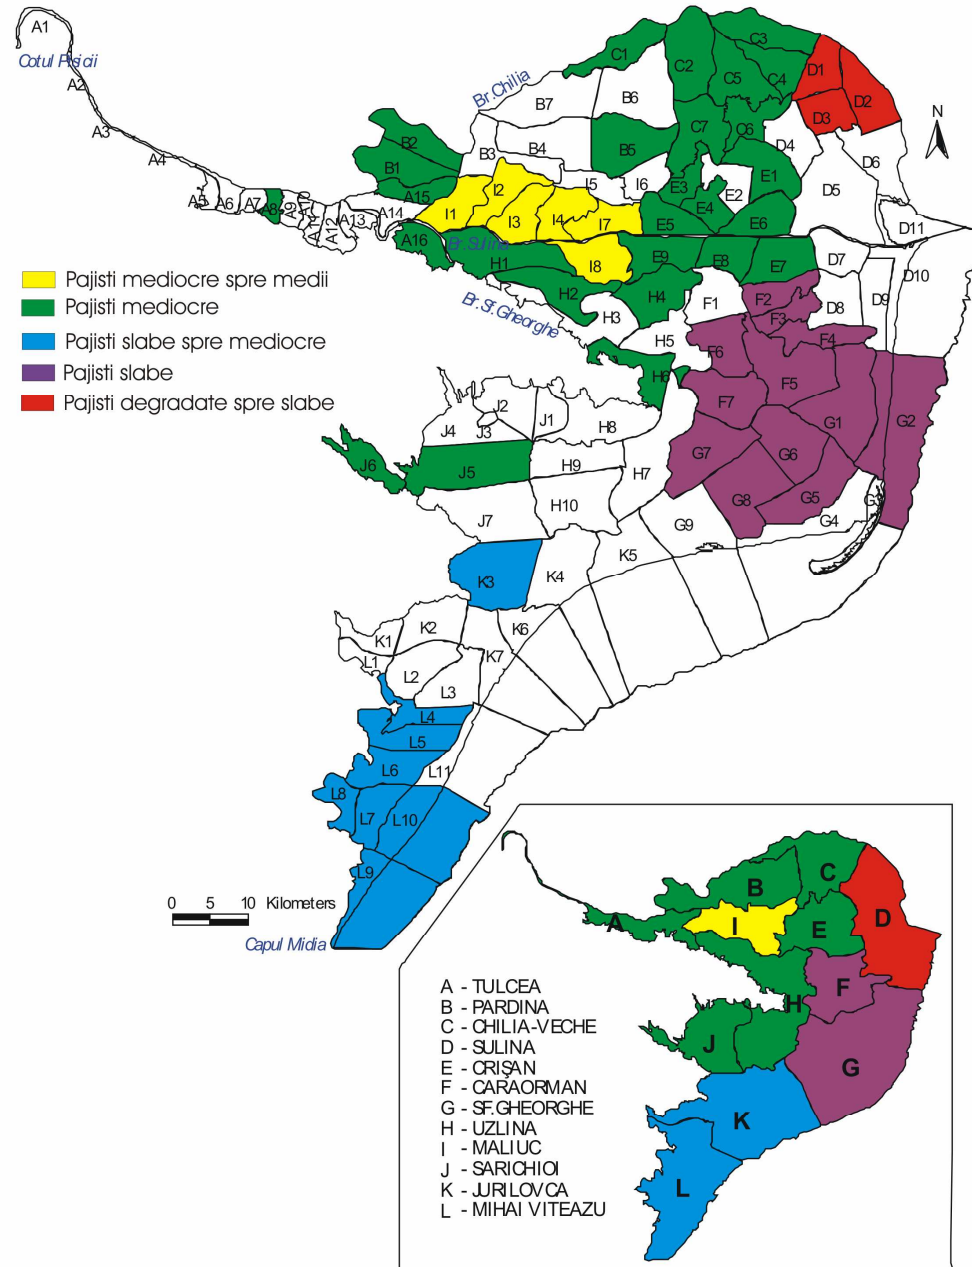 A1
Cotul Pisicii
A2
A3
A4
A5
A6
A7
A8
A9
A10
A11
A12
A13
A14
A15
A16
B1
B2
B3
B4
B5
B6
B7
Br.Chilia
C1
C2
C3
C4
C5
C6
C7
D1
D2
D3
D4
D5
D6
D7
D8
D9
D10
D11
N
E1
E2
E3
E4
E5
E6
E7
E8
E9
I1
I2
I3
I4
I5
I6
I7
I8
Br.Sulina
Br.Sf.Gheorghe
H1
H2
H3
H4
H5
H6
H7
H8
H9
H10
F1
F2
F3
F4
F5
F6
F7
G1
G2
G3
G4
G5
G6
G7
G8
G9
Pajisti mediocre spre medii
Pajisti mediocre
Pajisti slabe spre mediocre
Pajisti slabe
Pajisti degradate spre slabe
J1
J2
J3
J4
J5
J6
J7
K1
K2
K3
K4
K5
K6
K7
L1
L2
L3
L4
L5
L6
L7
L8
L9
L10
L11
0 5 10 Kilometers
Capul Midia
A
B
C
D
E
F
G
H
I
J
K
L
A - TULCEA
B - PARDINA
C - CHILIA-VECHE
D - SULINA
E - CRIŞAN
F - CARAORMAN
G - SF.GHEORGHE
H - UZLINA
I - MALIUC
J - SARICHIOI
K - JURILOVCA
L - MIHAI VITEAZU